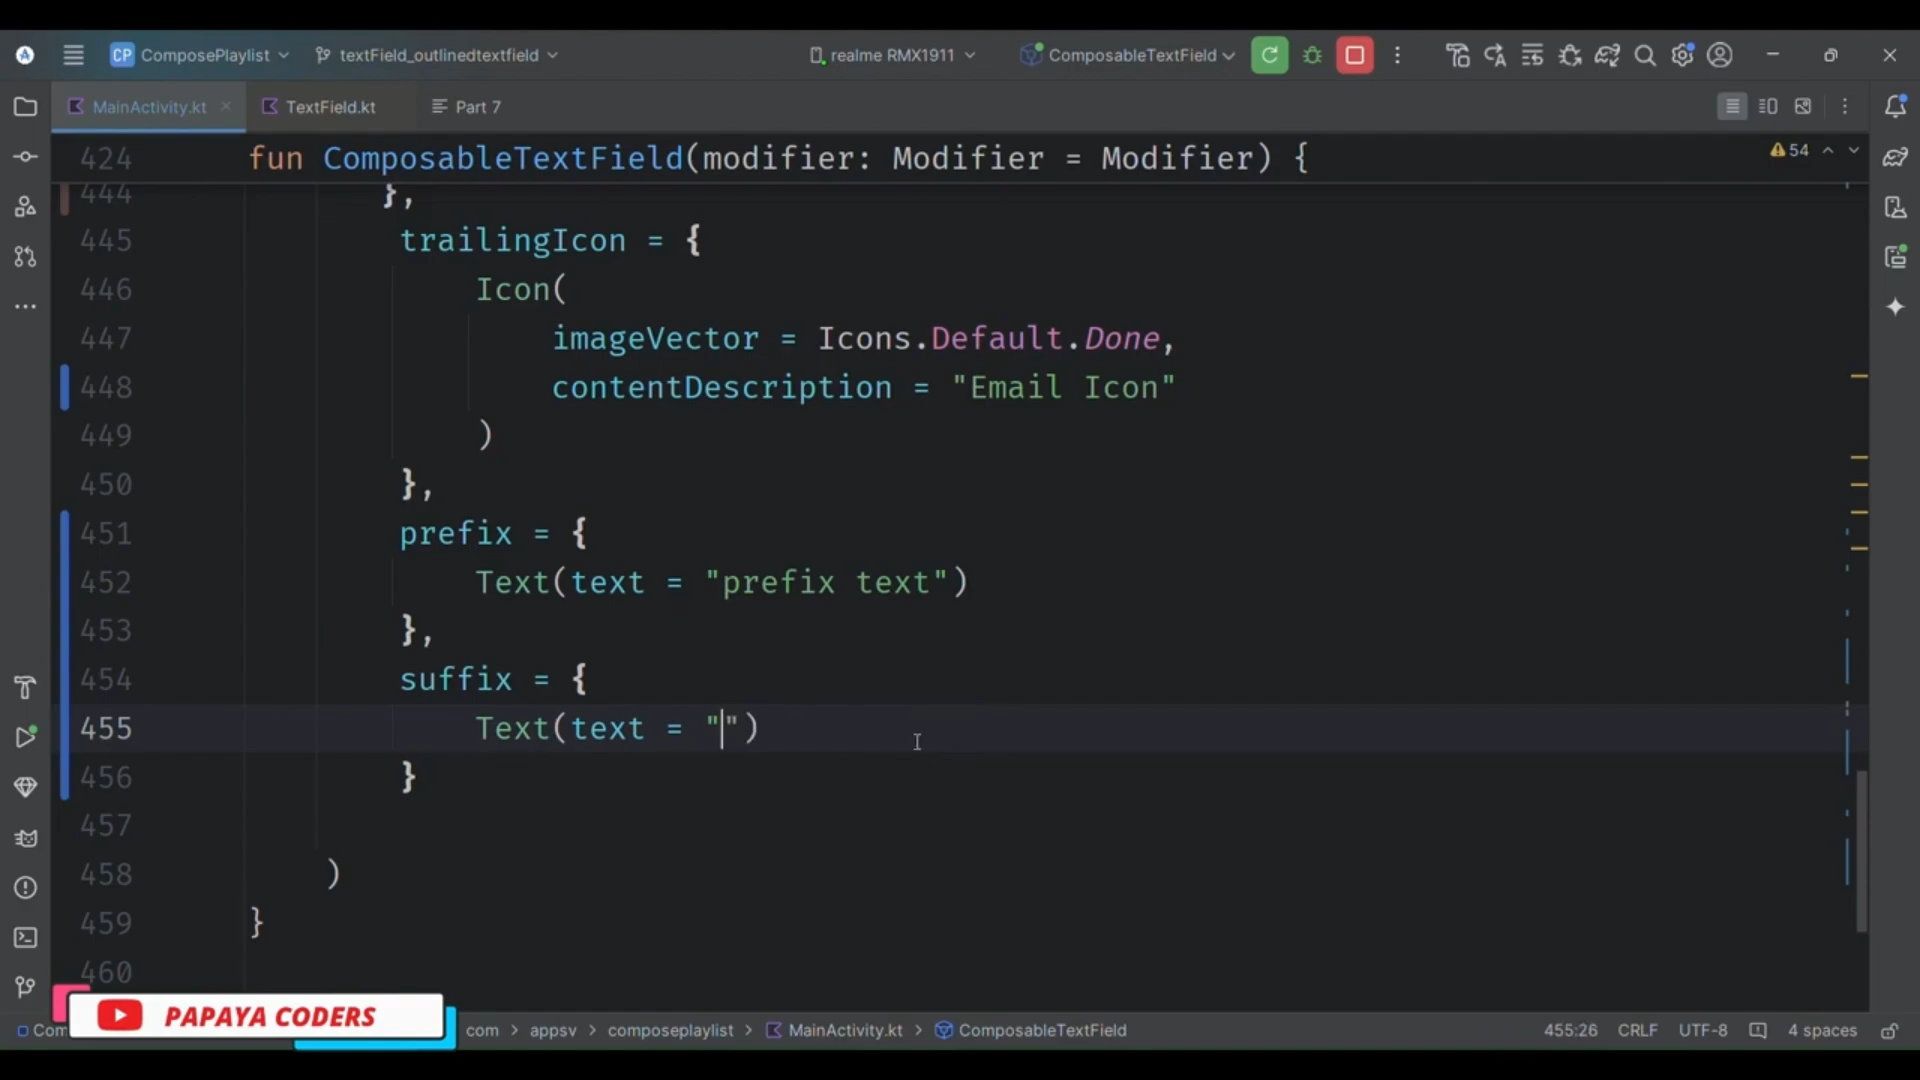 CP ComposePlaylist textField_outlinedtextfield realme RMX1911 ComposableTextField
MainActivity.kt TextField.kt Part 7
424 fun ComposableTextField(modifier: Modifier = Modifier) { 54
444 },
445 trailingIcon = {
446 Icon(
447 imageVector = Icons.Default.Done,
448 contentDescription = "Email Icon"
449 )
450 },
451 prefix = {
452 Text(text = "prefix text")
453 },
454 suffix = {
455 Text(text = "")
456 }
457
458 )
459 }
460
PAPAYA CODERS
Com com > appsv > composeplaylist > MainActivity.kt > ComposableTextField 455:26 CRLF UTF-8 4 spaces